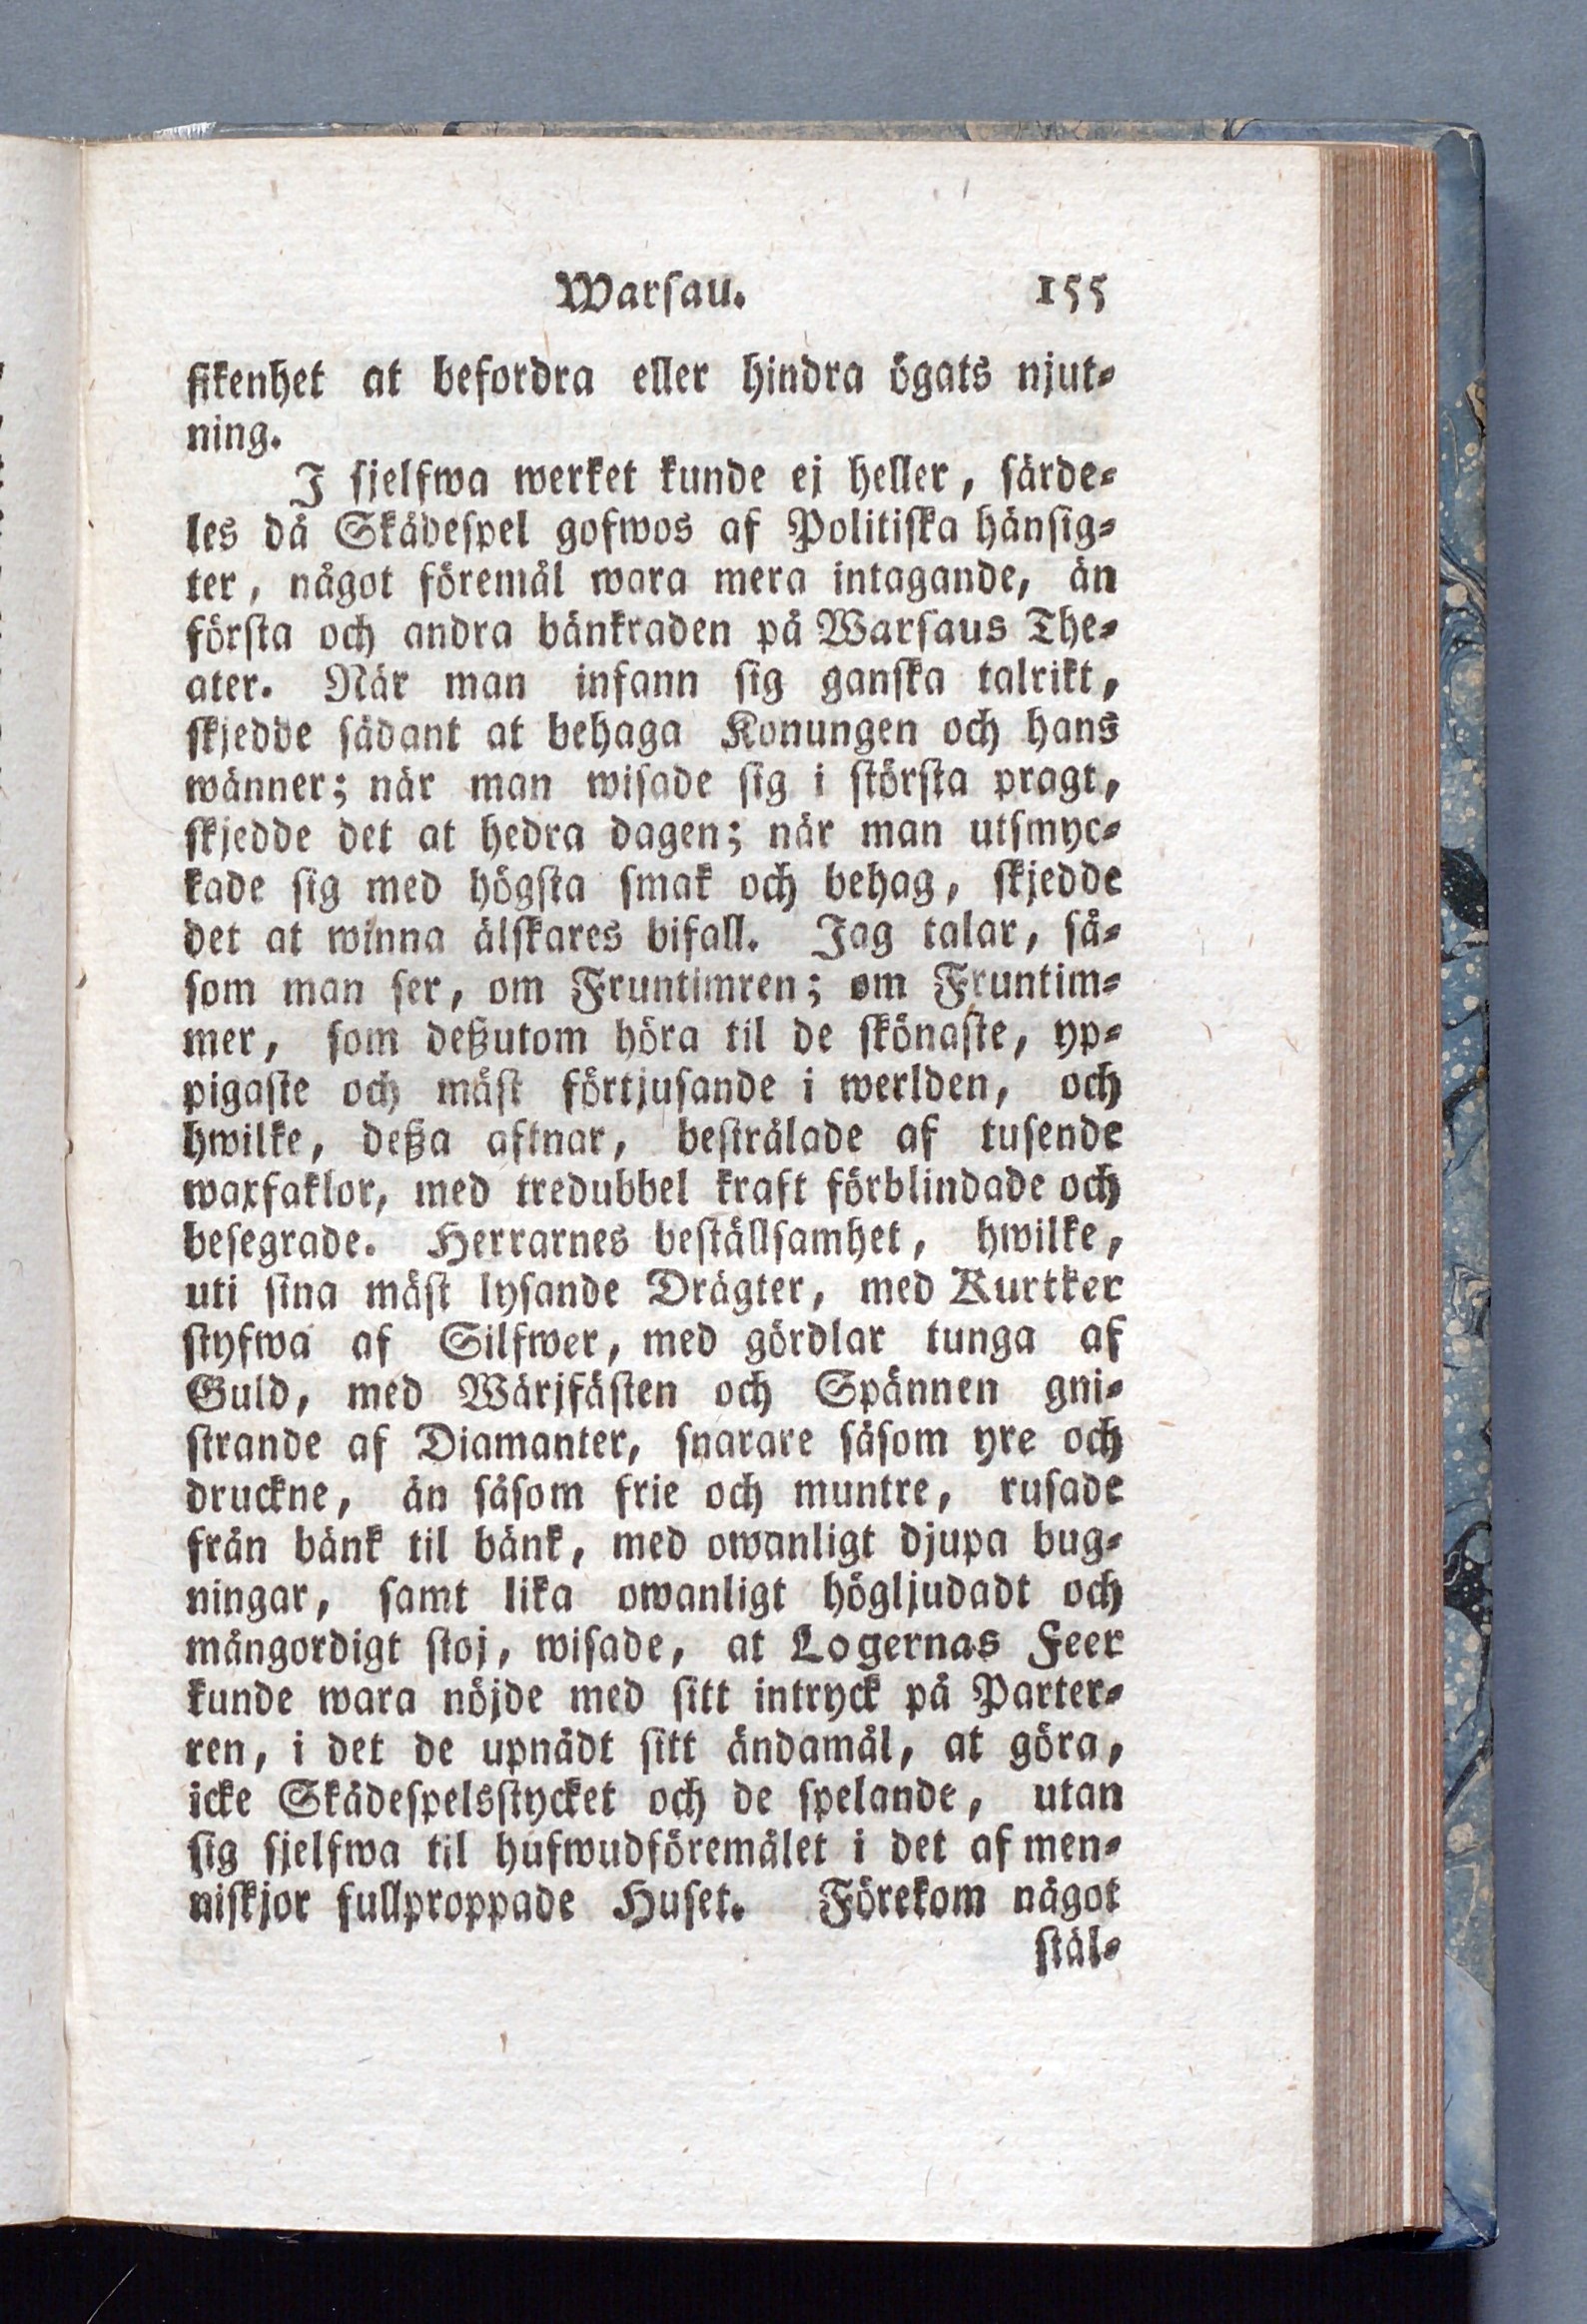 Warsau. 155
sikenhet at befordra eller hindra ögats njut-
ning.
I sjelfwa werket kunde ej heller, särde-
les då Skådespel gofwos af Politiska hänsig-
ter, något föremål wara mera intagande, än
första och andra bänkraden på Warsaus The-
ater. När man infann sig ganska talrikt,
skjedde sådant at behaga Konungen och hans
wänner; när man wisade sig i största pragt,
skjedde det at hedra dagen; når man utsmyc-
kade sig med högsta smak och behag, skjedde
det at winna älskares bifall. Jag talar, så-
som man ser, om Fruntimren; om Fruntim-
mer, som deßutom höra til de skönaste, yp-
pigaste och mäst förtjusande i werlden, och
hwilke, deßa aftnar, bestrålade af tusende
waxfaklor, med tredubbel kraft förblindade och
besegrade. Herrarnes beställsamhet, hwilke,
uti sina mäst lysande Drägter, med Kurtker
styfwa af Silfwer, med gördlar tunga af
Guld, med Wärjfästen och Spännen gni-
strande af Diamanter, snarare såsom yre och
druckne, än såsom frie och muntre, rusade
från bänk til bänk, med owanligt djupa bug-
ningar, samt lika owanligt högljudadt och
mångordigt stoj, wisade, at Logernas Feer
kunde wara nöjde med sitt intryck på Parter-
ren, i det de upnådt sitt ändamål, at göra,
icke Skådespelsstycket och de spelande, utan
sig sjelfwa til hufwudföremålet i det af men-
niskjor fullproppade Huset. Förekom något
stäl-